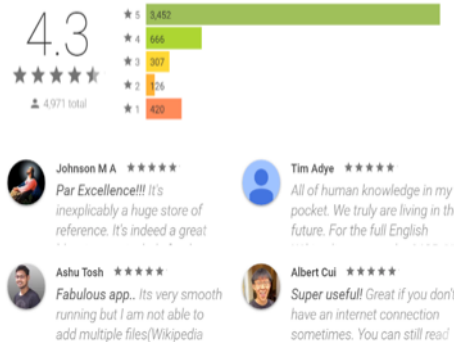 4.3
4,971 total
5 3,452
4 666
3 307
2 126
1 420
Johnson M A
Par Excellence!!! It's
inexplicably a huge store of
reference. It's indeed a great
Tim Adye
All of human knowledge in my
pocket. We truly are living in th
future. For the full English
Ashu Tosh
Fabulous app.. Its very smooth
running but I am not able to
add multiple files(Wikipedia
Albert Cui
Super useful! Great if you don't
have an internet connection
sometimes. You can still read